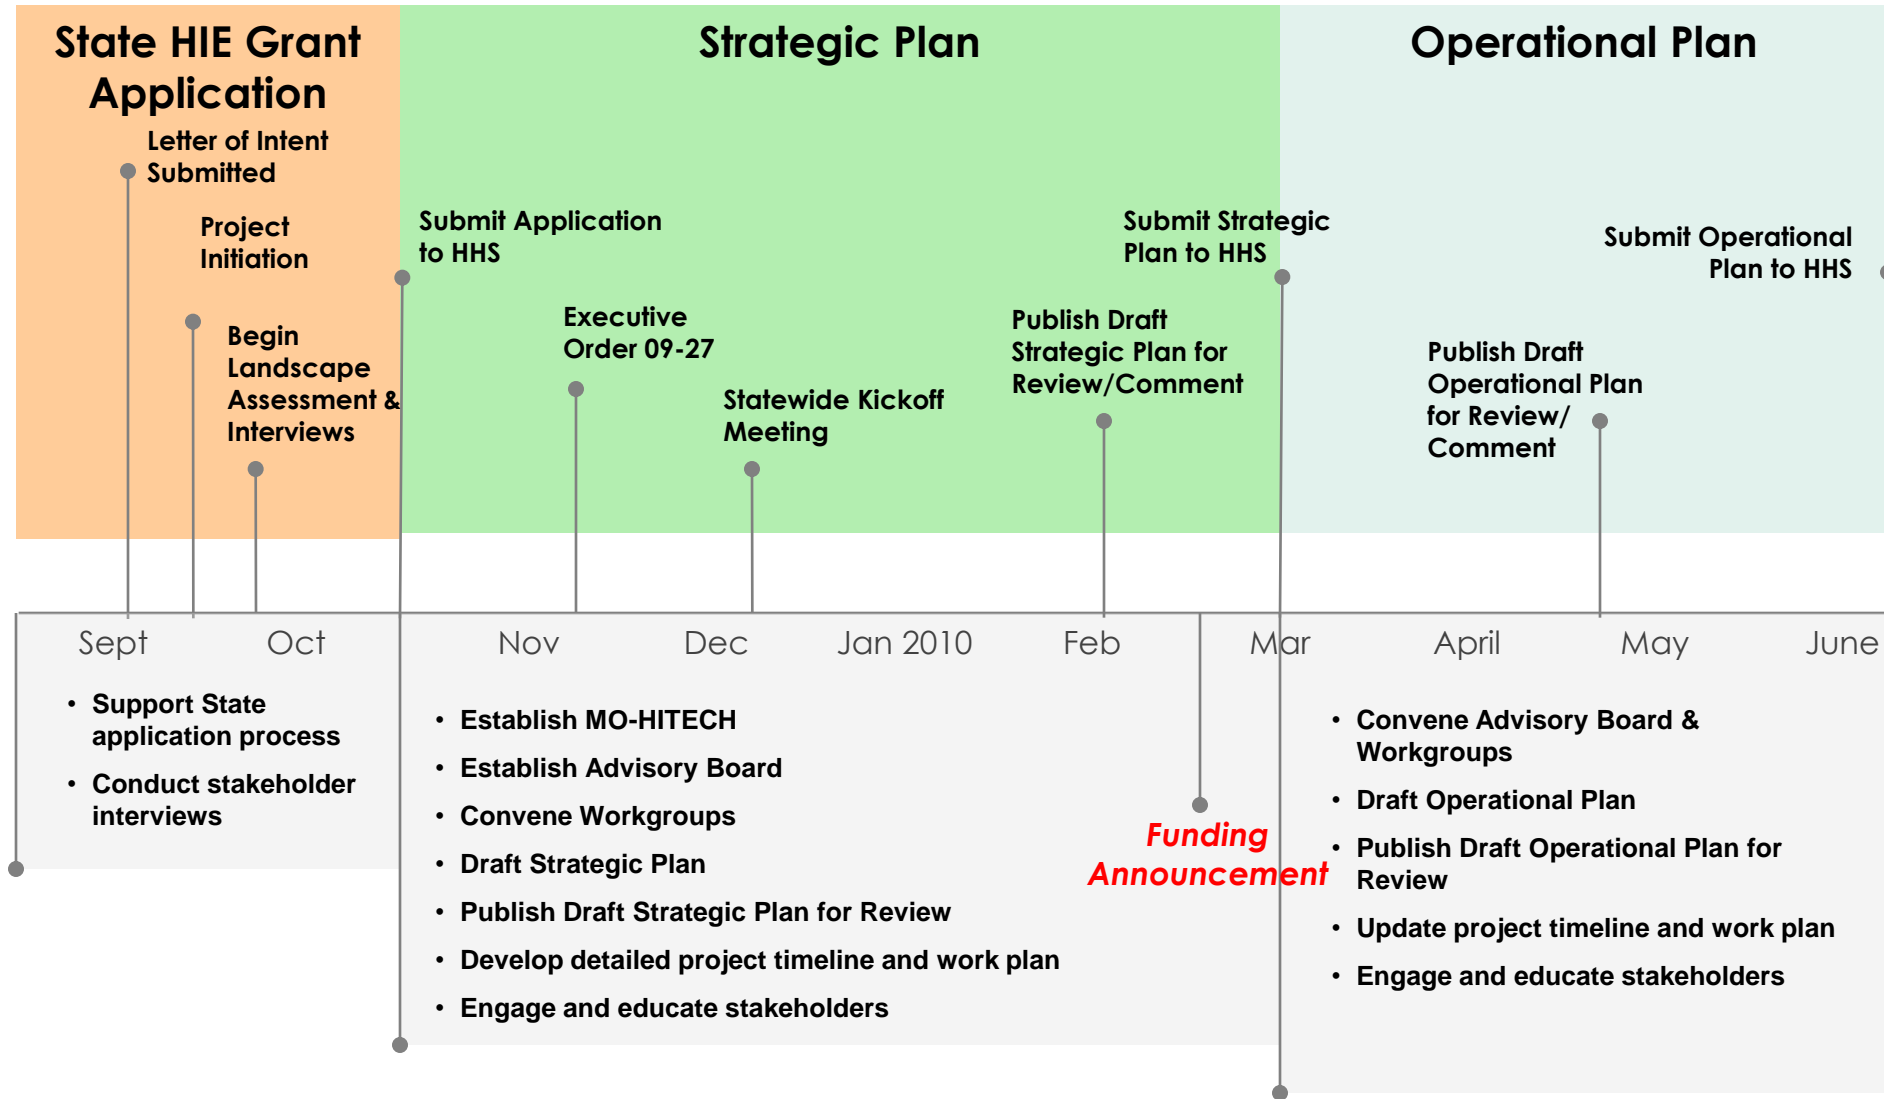 State HIE Grant
Application
Strategic Plan
Operational Plan
Letter of Intent
Submitted
Project
Initiation
Begin
Landscape
Assessment &
Interviews
Submit Application
to HHS
Executive
Order 09-27
Statewide Kickoff
Meeting
Publish Draft
Strategic Plan for
Review/Comment
Submit Strategic
Plan to HHS
Publish Draft
Operational Plan
for Review/
Comment
Submit Operational
Plan to HHS
Sept
Oct
Nov
Dec
Jan 2010
Feb
Mar
April
May
June
• Support State
application process
• Conduct stakeholder
interviews
• Establish MO-HITECH
• Establish Advisory Board
• Convene Workgroups
• Draft Strategic Plan
• Publish Draft Strategic Plan for Review
• Develop detailed project timeline and work plan
• Engage and educate stakeholders
Funding
Announcement
• Convene Advisory Board &
Workgroups
• Draft Operational Plan
• Publish Draft Operational Plan for
Review
• Update project timeline and work plan
• Engage and educate stakeholders